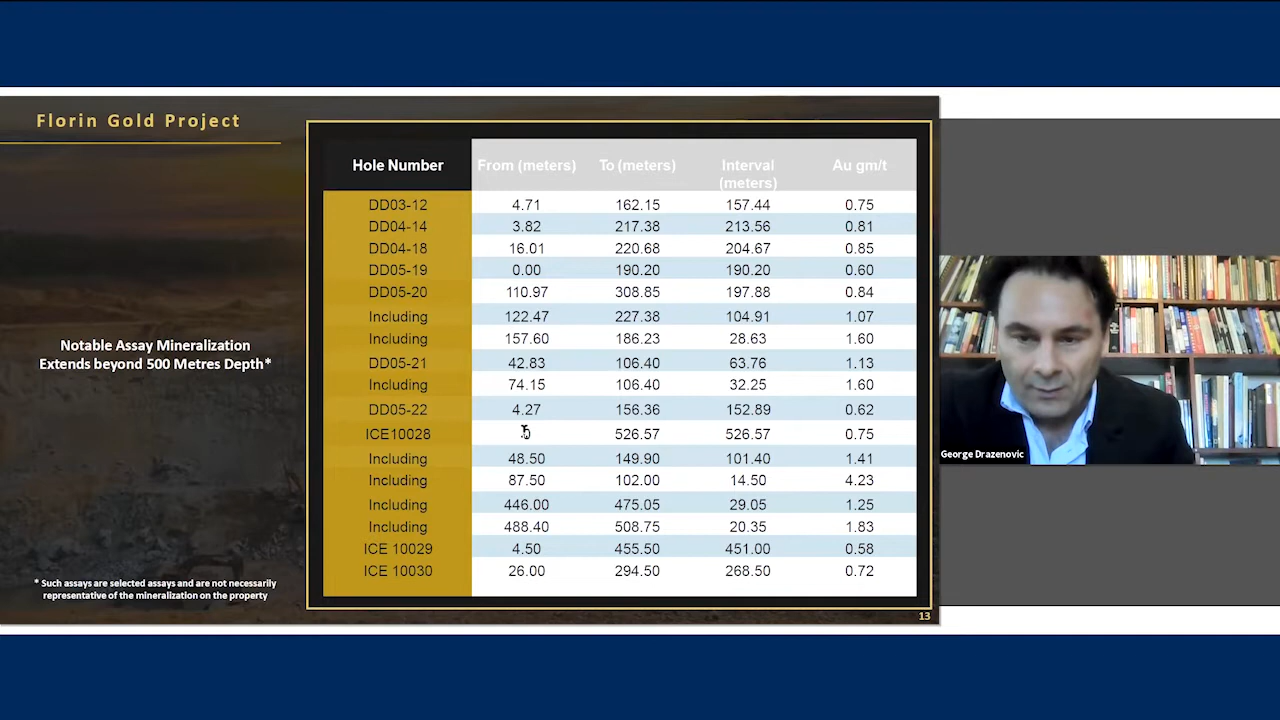 Florin Gold Project
Notable Assay Mineralization
Extends beyond 500 Metres Depth*
* Such assays are selected assays and are not necessarily
representative of the mineralization on the property
Hole Number From (meters) To (meters) Interval (meters) Au gm/t
DD03-12 4.71 162.15 157.44 0.75
DD04-14 3.82 217.38 213.56 0.81
DD04-18 16.01 220.68 204.67 0.85
DD05-19 0.00 190.20 190.20 0.60
DD05-20 110.97 308.85 197.88 0.84
Including 122.47 227.38 104.91 1.07
Including 157.60 186.23 28.63 1.60
DD05-21 42.83 106.40 63.76 1.13
Including 74.15 106.40 32.25 1.60
DD05-22 4.27 156.36 152.89 0.62
ICE10028 0 526.57 526.57 0.75
Including 48.50 149.90 101.40 1.41
Including 87.50 102.00 14.50 4.23
Including 446.00 475.05 29.05 1.25
Including 488.40 508.75 20.35 1.83
ICE 10029 4.50 455.50 451.00 0.58
ICE 10030 26.00 294.50 268.50 0.72
13
George Drazenovic